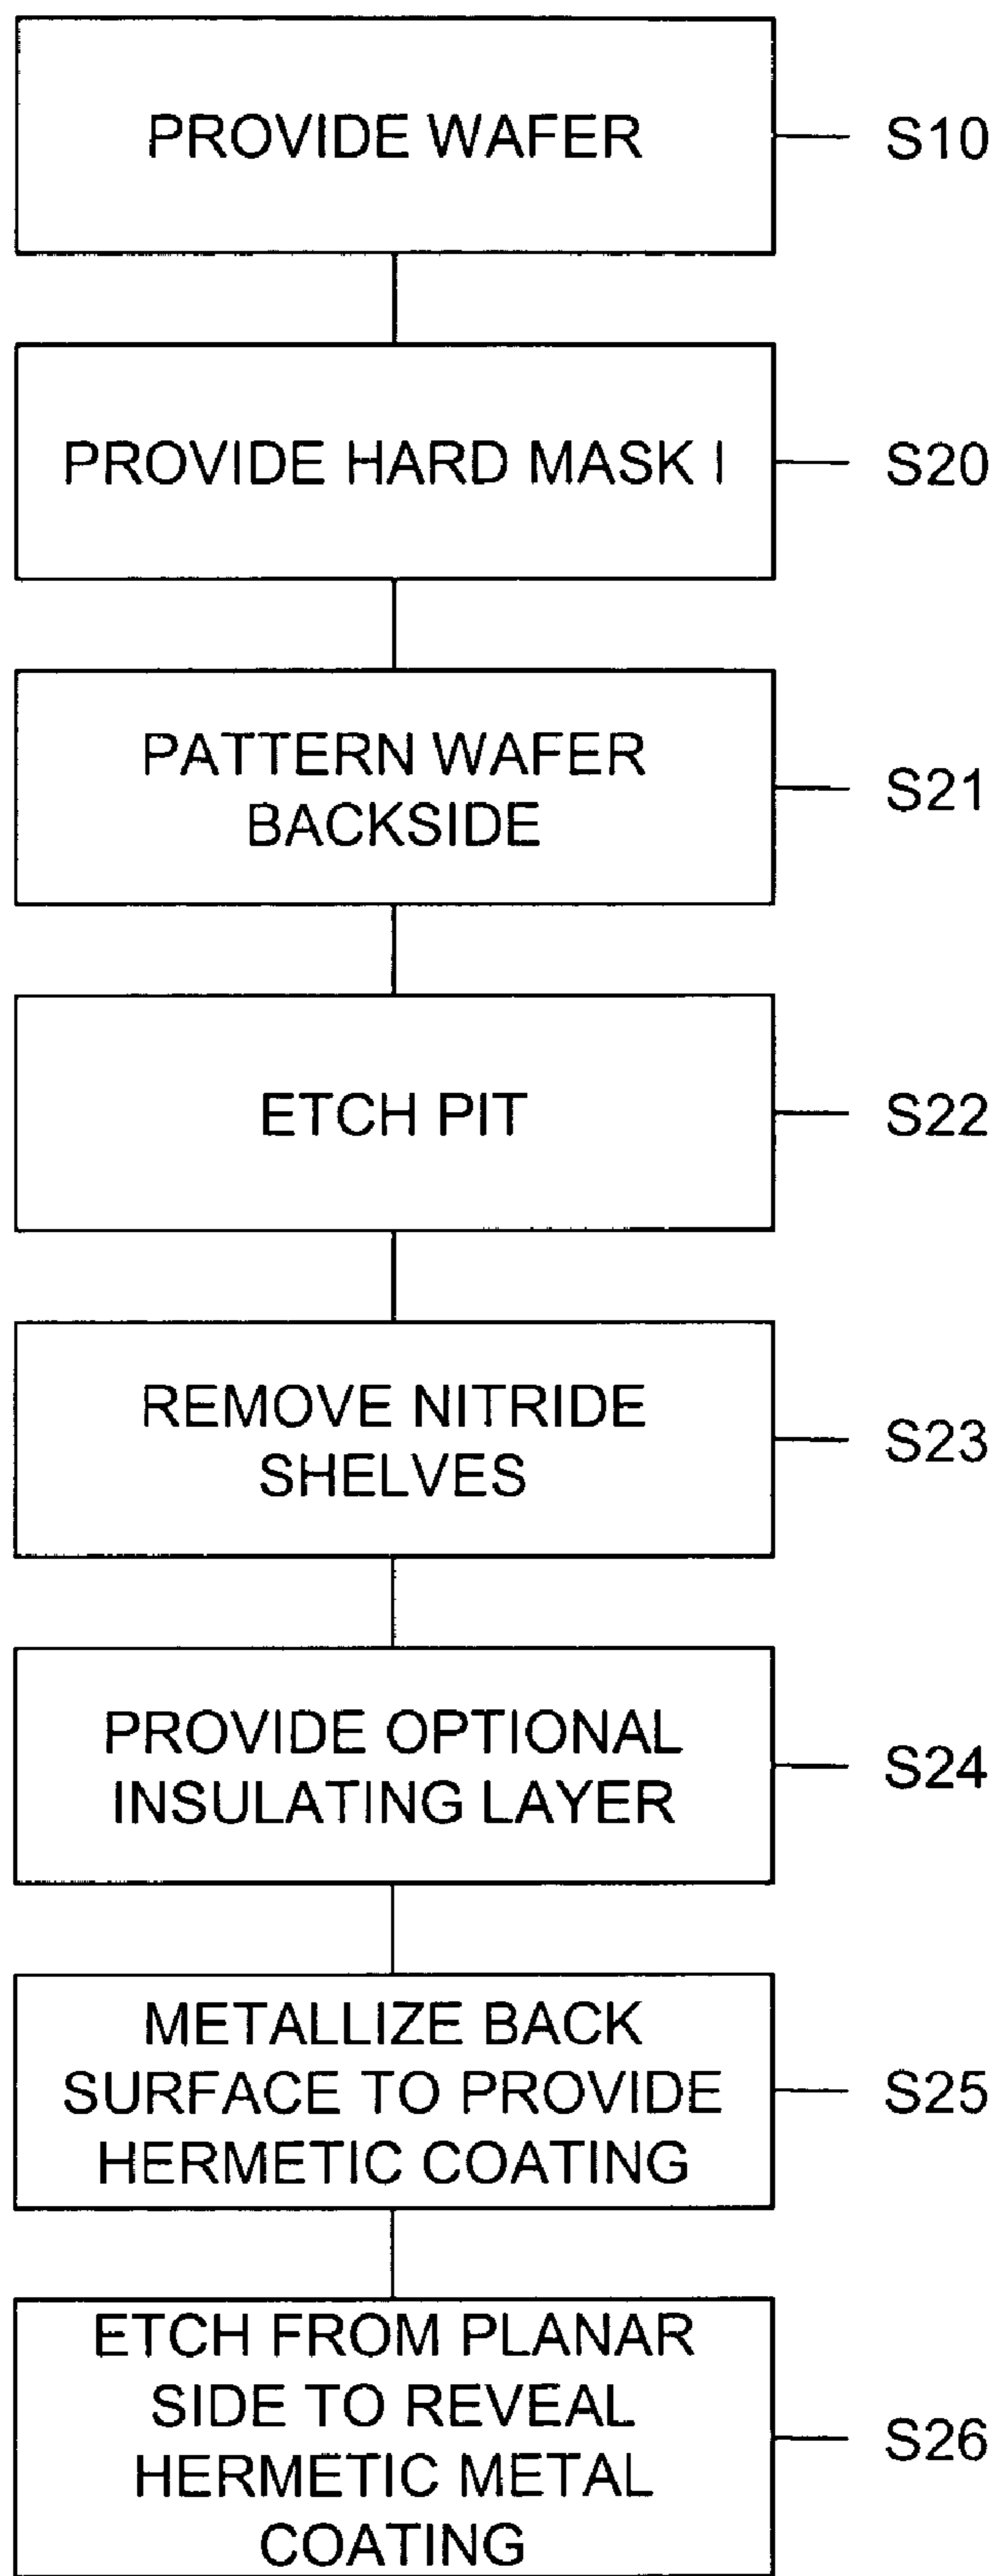 PROVIDE WAFER
S10
PROVIDE HARD MASK I
S20
PATTERN WAFER
BACKSIDE
S21
ETCH PIT
S22
REMOVE NITRIDE
SHELVES
S23
PROVIDE OPTIONAL
INSULATING LAYER
S24
METALLIZE BACK
SURFACE TO PROVIDE
HERMETIC COATING
S25
ETCH FROM PLANAR
SIDE TO REVEAL
HERMETIC METAL
COATING
S26